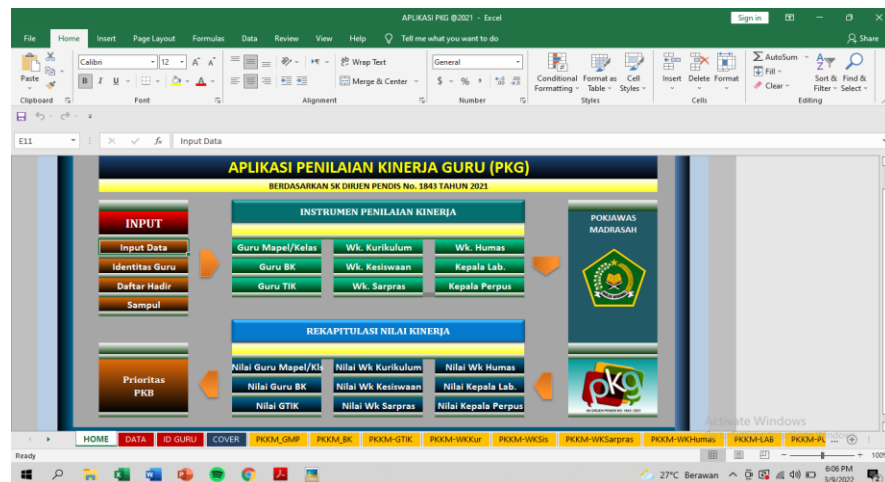 APLIKASI PKG @2021 - Excel
Sign in
File Home Insert Page Layout Formulas Data Review View Help Tell me what you want to do Share
Calibri 12 A A Wrap Text General AutoSum
Paste B I U A Merge & Center $ % , Conditional Formatting Format as Table Cell Styles Insert Delete Format Fill Clear Sort & Filter Find & Select
Clipboard Font Alignment Number Styles Cells Editing
E11 fx Input Data
APLIKASI PENILAIAN KINERJA GURU (PKG)
BERDASARKAN SK DIRJEN PENDIS No. 1843 TAHUN 2021
INPUT
Input Data
Identitas Guru
Daftar Hadir
Sampul
INSTRUMEN PENILAIAN KINERJA
Guru Mapel/Kelas Wk. Kurikulum Wk. Humas
Guru BK Wk. Kesiswaan Kepala Lab.
Guru TIK Wk. Sarpras Kepala Perpus
POKJAWAS
MADRASAH
REKAPITULASI NILAI KINERJA
Prioritas
PKB
Nilai Guru Mapel/Kls Nilai Wk Kurikulum Nilai Wk Humas
Nilai Guru BK Nilai Wk Kesiswaan Nilai Kepala Lab.
Nilai GTIK Nilai Wk Sarpras Nilai Kepala Perpus
pkg
Activate Windows
HOME DATA ID GURU COVER PKKM_GMP PKKM_BK PKKM-GTIK PKKM-WKKur PKKM-WKSis PKKM-WKSarpras PKKM-WKHumas PKKM-LAB ...
Ready
27°C Berawan 6:06 PM
3/9/2022